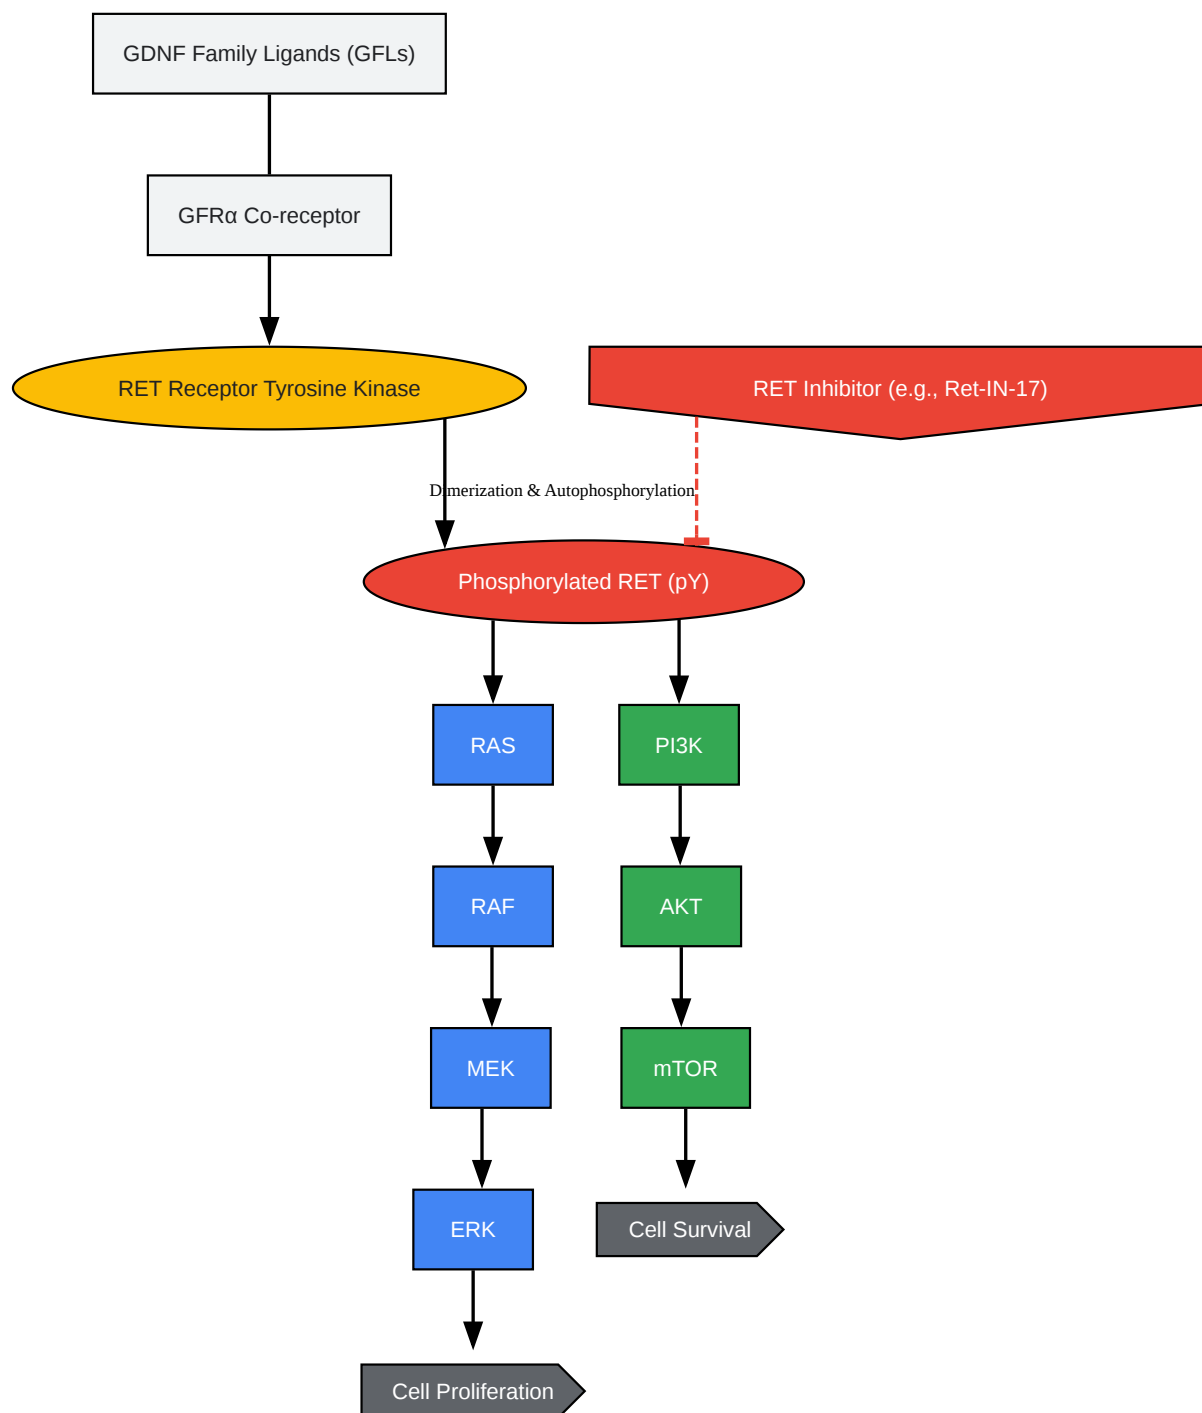 GDNF Family Ligands (GFLs)
GFRα Co-receptor
RET Receptor Tyrosine Kinase
RET Inhibitor (e.g., Ret-IN-17)
Dimerization & Autophosphorylation
Phosphorylated RET (pY)
RAS
PI3K
RAF
AKT
MEK
mTOR
ERK
Cell Survival
Cell Proliferation